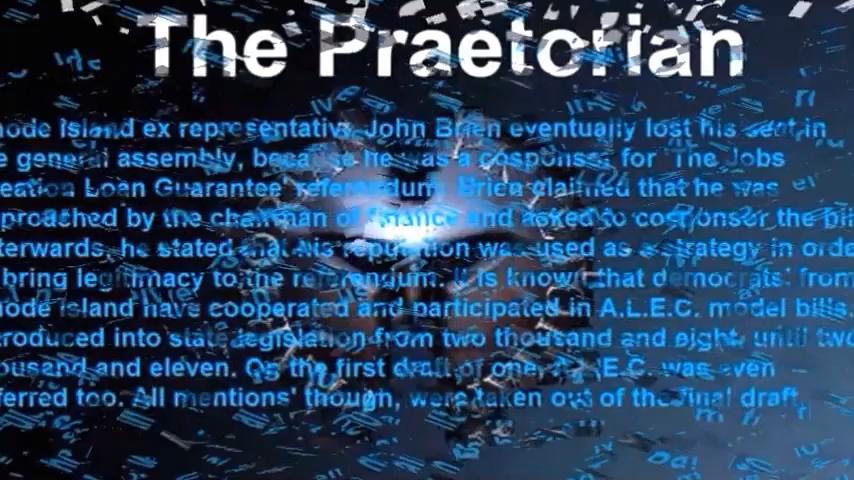 The Praetorian
hode Island ex representative John Brien eventually lost his seat in
e general assembly, because he was a cosponser for 'The Jobs
eation Loan Guarantee' referendum. Brien claimed that he was
proached by the chairman of finance and asked to cosponsor the bil
terwards, he stated that his reputation was used as a strategy in orde
bring legitimacy to the referendum. It is known that democrats' from
hode island have cooperated and participated in A.L.E.C. model bills.
troduced into state legislation from two thousand and eight, until two
ousand and eleven. On the first draft of one, A.L.E.C. was even
ferred too. All mentions' though, were taken out of the final draft.